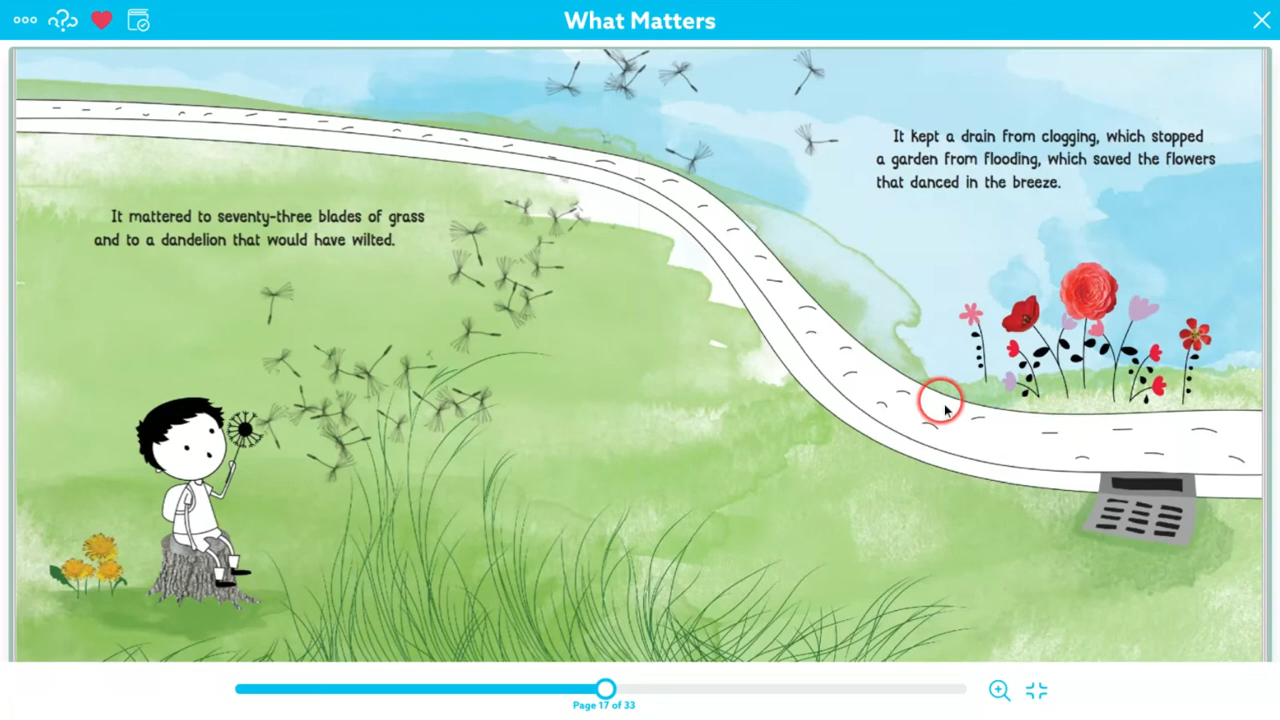 What Matters
It mattered to seventy-three blades of grass
and to a dandelion that would have wilted.
It kept a drain from clogging, which stopped
a garden from flooding, which saved the flowers
that danced in the breeze.
Page 17 of 33